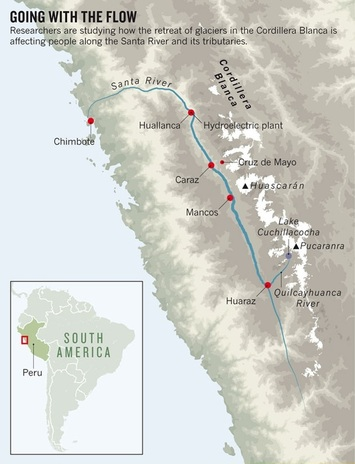 GOING WITH THE FLOW
Researchers are studying how the retreat of glaciers in the Cordillera Blanca is
affecting people along the Santa River and its tributaries.
Santa River
Cordillera
Blanca
Huallanca
Hydroelectric plant
Chimbote
Cruz de Mayo
Caraz
Huascarán
Mancos
Lake
Cuchillacocha
Pucaranra
Huaraz
Quilcayhuanca
River
SOUTH
AMERICA
Peru